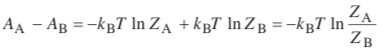 A_A − A_B = −k_BT ln Z_A + k_BT ln Z_B = −k_BT ln Z_A/Z_B